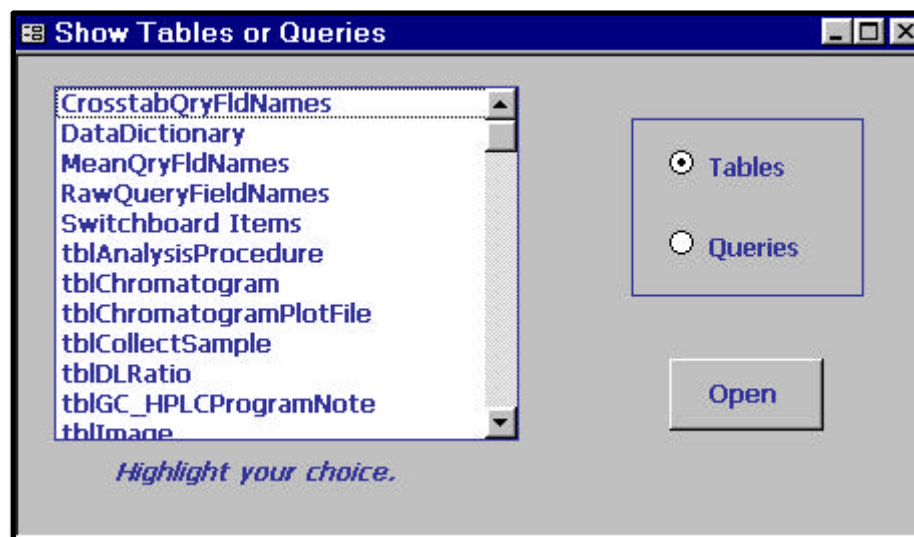 Show Tables or Queries
CrosstabQryFldNames
DataDictionary
MeanQryFldNames
RawQueryFieldNames
Switchboard Items
tblAnalysisProcedure
tblChromatogram
tblChromatogramPlotFile
tblCollectSample
tblDLRatio
tblGC_HPLCProgramNote
tblImage
Highlight your choice.
Tables
Queries
Open